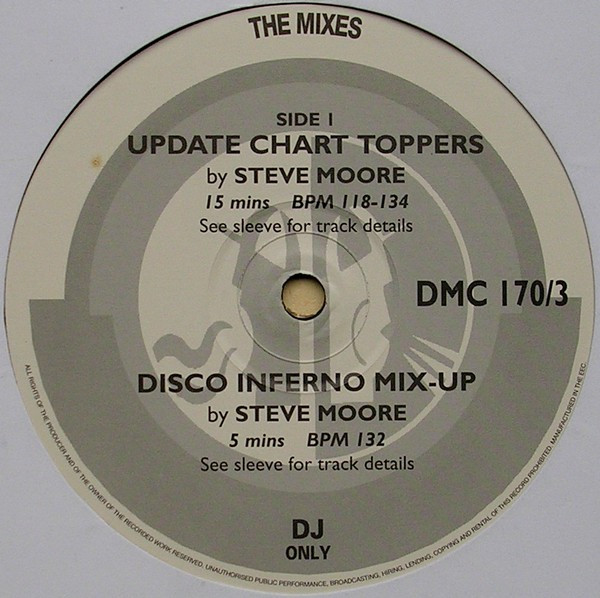 THE MIXES
SIDE 1
UPDATE CHART TOPPERS
by STEVE MOORE
15 mins BPM 118-134
See sleeve for track details
DMC 170/3
DISCO INFERNO MIX-UP
by STEVE MOORE
5 mins BPM 132
See sleeve for track details
DJ
ONLY
ALL RIGHTS OF THE PRODUCER AND OF THE OWNER OF THE RECORDED WORK RESERVED. UNAUTHORISED PUBLIC PERFORMANCE, BROADCASTING, HIRING, LENDING, COPYING AND RENTAL OF THIS RECORD PROHIBITED. MANUFACTURED IN THE EEC.